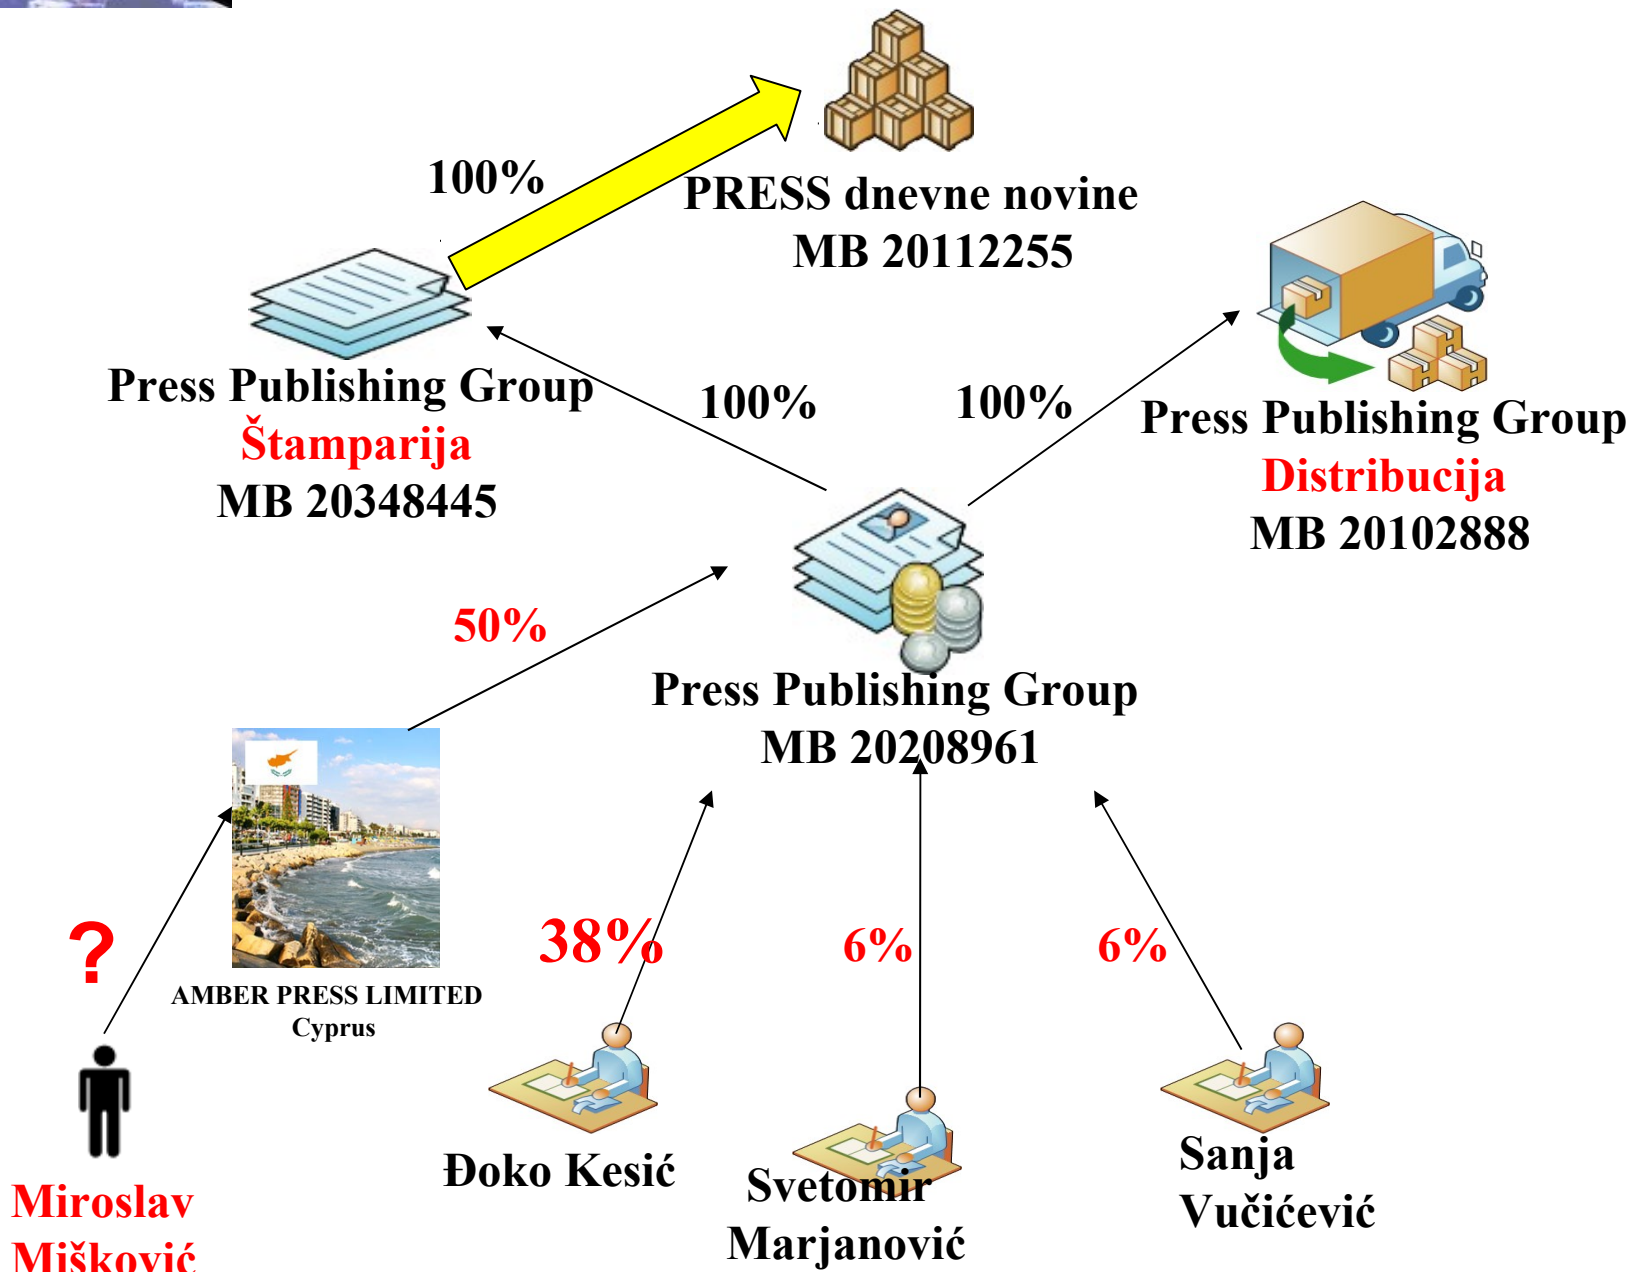 100%
PRESS dnevne novine
MB 20112255
Press Publishing Group
Štamparija
MB 20348445
100%
100%
Press Publishing Group
Distribucija
MB 20102888
50%
Press Publishing Group
MB 20208961
?
38%
6%
6%
AMBER PRESS LIMITED
Cyprus
Miroslav
Mišković
Đoko Kesić
Svetomir
Marjanović
Sanja
Vučićević